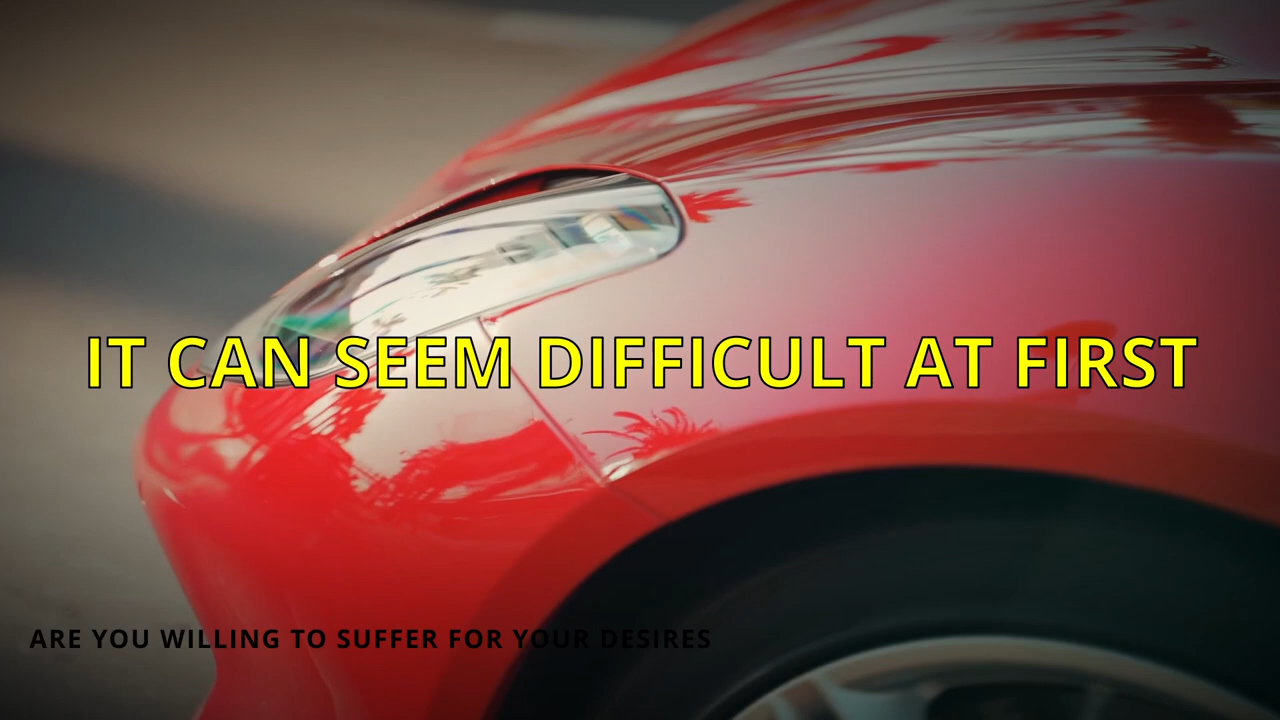 IT CAN SEEM DIFFICULT AT FIRST
ARE YOU WILLING TO SUFFER FOR YOUR DESIRES